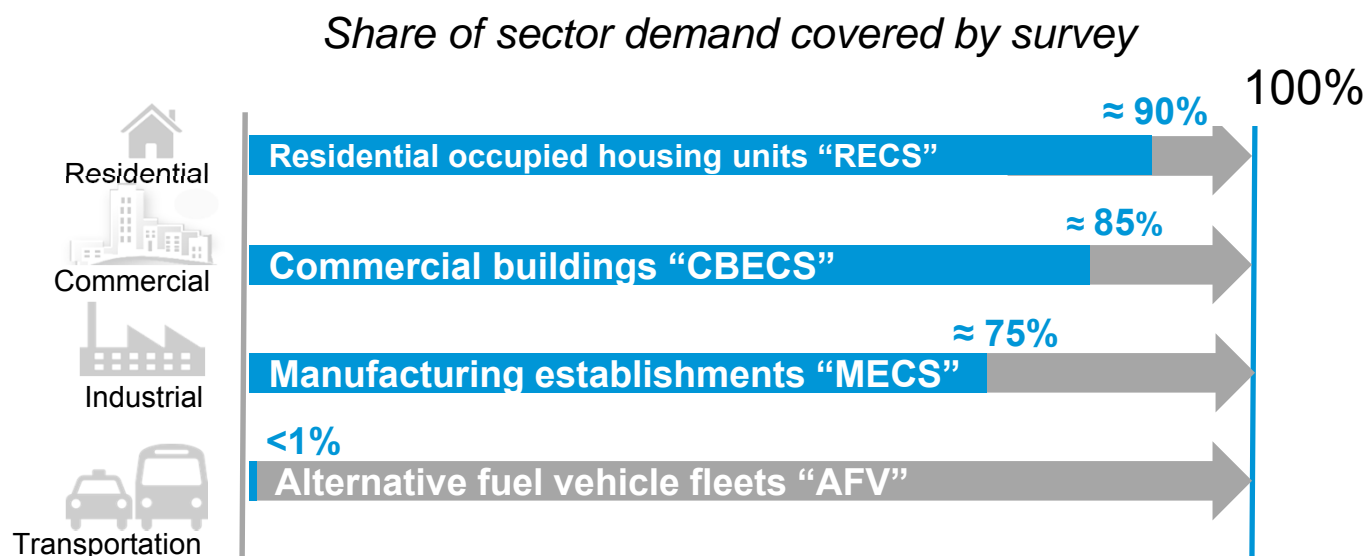 Share of sector demand covered by survey
100%
≈ 90%
Residential occupied housing units “RECS”
Residential
≈ 85%
Commercial buildings “CBECS”
Commercial
≈ 75%
Manufacturing establishments “MECS”
Industrial
<1%
Alternative fuel vehicle fleets “AFV”
Transportation